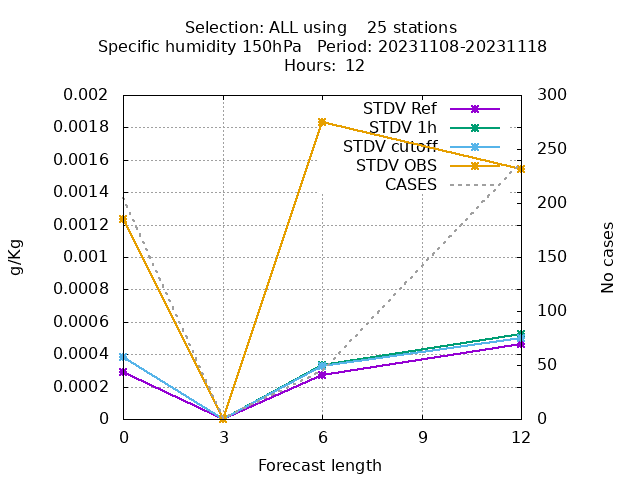 Selection: ALL using    25 stations
Specific humidity 150hPa   Period: 20231108-20231118
Hours: 12
STDV Ref
STDV 1h
STDV cutoff
STDV OBS
CASES
0.002
0.0018
0.0016
0.0014
0.0012
0.001
0.0008
0.0006
0.0004
0.0002
0
g/Kg
300
250
200
150
100
50
0
No cases
0 3 6 9 12
Forecast length